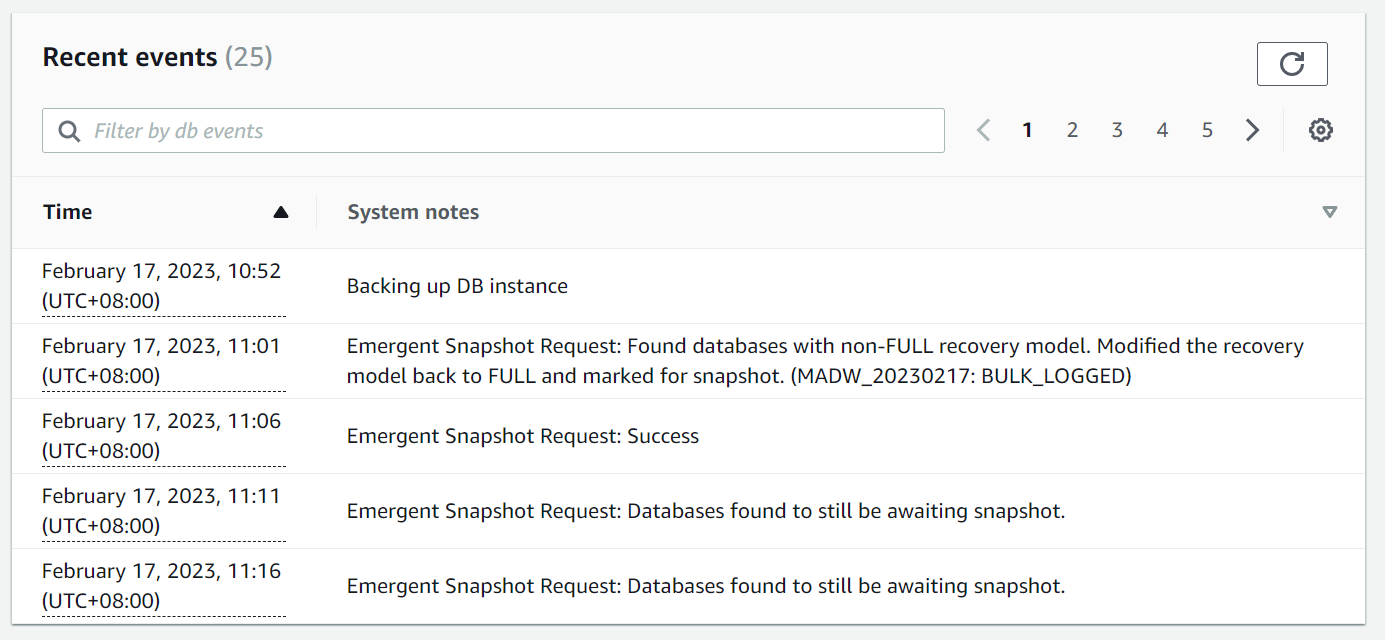 Recent events (25)
Filter by db events
1 2 3 4 5
Time System notes
February 17, 2023, 10:52
(UTC+08:00)
Backing up DB instance
February 17, 2023, 11:01
(UTC+08:00)
Emergent Snapshot Request: Found databases with non-FULL recovery model. Modified the recovery
model back to FULL and marked for snapshot. (MADW_20230217: BULK_LOGGED)
February 17, 2023, 11:06
(UTC+08:00)
Emergent Snapshot Request: Success
February 17, 2023, 11:11
(UTC+08:00)
Emergent Snapshot Request: Databases found to still be awaiting snapshot.
February 17, 2023, 11:16
(UTC+08:00)
Emergent Snapshot Request: Databases found to still be awaiting snapshot.